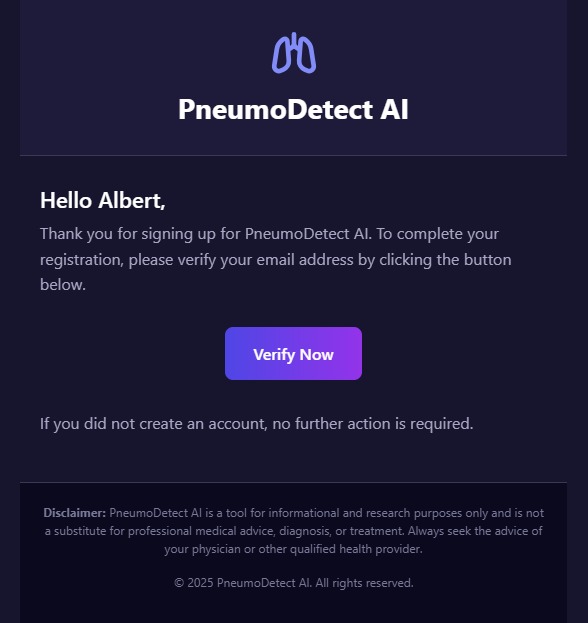 PneumoDetect AI
Hello Albert,
Thank you for signing up for PneumoDetect AI. To complete your
registration, please verify your email address by clicking the button
below.
Verify Now
If you did not create an account, no further action is required.
Disclaimer: PneumoDetect AI is a tool for informational and research purposes only and is not
a substitute for professional medical advice, diagnosis, or treatment. Always seek the advice of
your physician or other qualified health provider.
© 2025 PneumoDetect AI. All rights reserved.